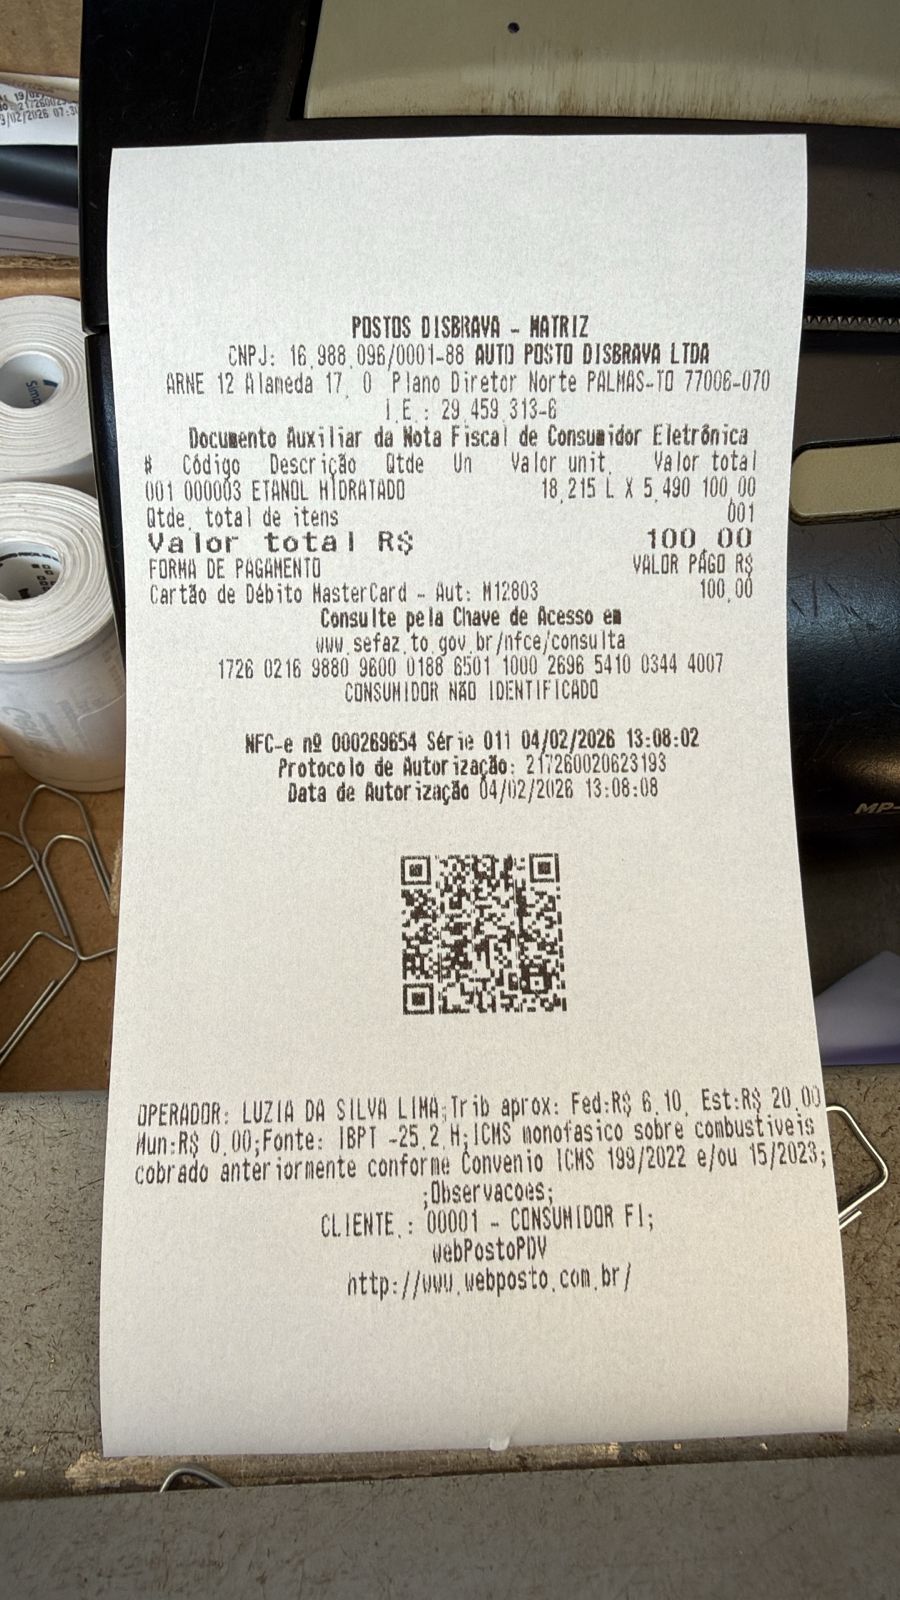 POSTOS DISBRAVA - MATRIZ
CNPJ: 16.988.096/0001-88 AUTO POSTO DISBRAVA LTDA
ARNE 12 Alameda 17, 0, Plano Diretor Norte PALMAS-TO 77006-070
I.E.: 29.459.313-6
Documento Auxiliar da Nota Fiscal de Consumidor Eletrônica
# Código Descrição Qtde Un Valor unit. Valor total
001 000003 ETANOL HIDRATADO 18,215 L X 5,490 100,00
Qtde. total de itens 001
Valor total R$ 100,00
FORMA DE PAGAMENTO VALOR PAGO R$
Cartão de Débito MasterCard - Aut: M12803 100,00
Consulte pela Chave de Acesso em
www.sefaz.to.gov.br/nfce/consulta
1726 0216 9880 9600 0188 6501 1000 2696 5410 0344 4007
CONSUMIDOR NãO IDENTIFICADO
NFC-e nº 000269654 Série 011 04/02/2026 13:08:02
Protocolo de Autorização: 217260020623193
Data de Autorização 04/02/2026 13:08:08
OPERADOR: LUZIA DA SILVA LIMA;Trib aprox: Fed:R$ 6,10, Est:R$ 20,00
Mun:R$ 0,00;Fonte: IBPT -25.2.H;ICMS monofasico sobre combustiveis
cobrado anteriormente conforme Convenio ICMS 199/2022 e/ou 15/2023;
;Observacoes;
CLIENTE.: 00001 - CONSUMIDOR FI;
webPostoPDV
http://www.webposto.com.br/
MP-